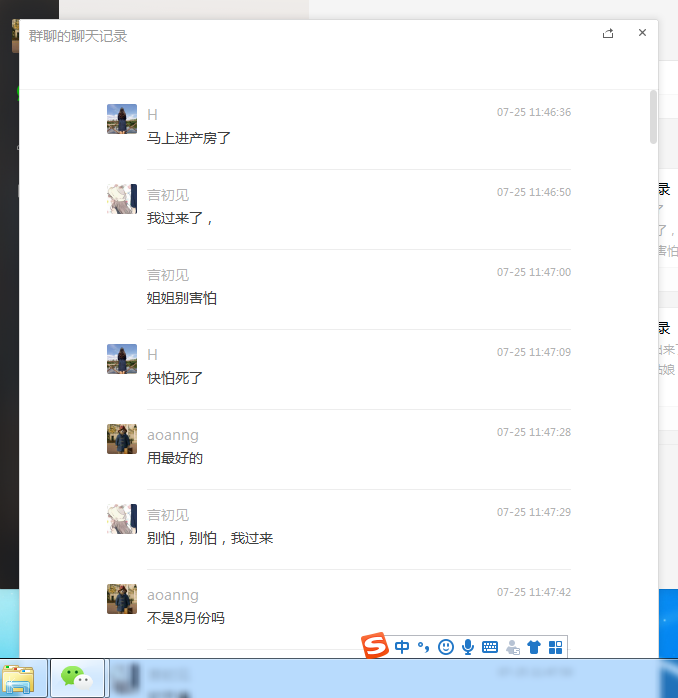 群聊的聊天记录
H
07-25 11:46:36
马上进产房了
言初见
07-25 11:46:50
我过来了，
言初见
07-25 11:47:00
姐姐别害怕
H
07-25 11:47:09
快怕死了
aoanng
07-25 11:47:28
用最好的
言初见
07-25 11:47:29
别怕，别怕，我过来
aoanng
07-25 11:47:42
不是8月份吗
中
录
了，
害怕
录
出来了
姑娘